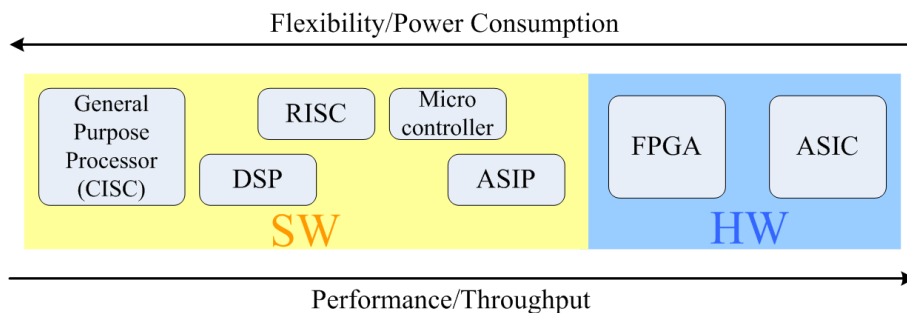 Flexibility/Power Consumption
General
Purpose
Processor
(CISC)
RISC
Micro
controller
DSP
ASIP
SW
FPGA
ASIC
HW
Performance/Throughput